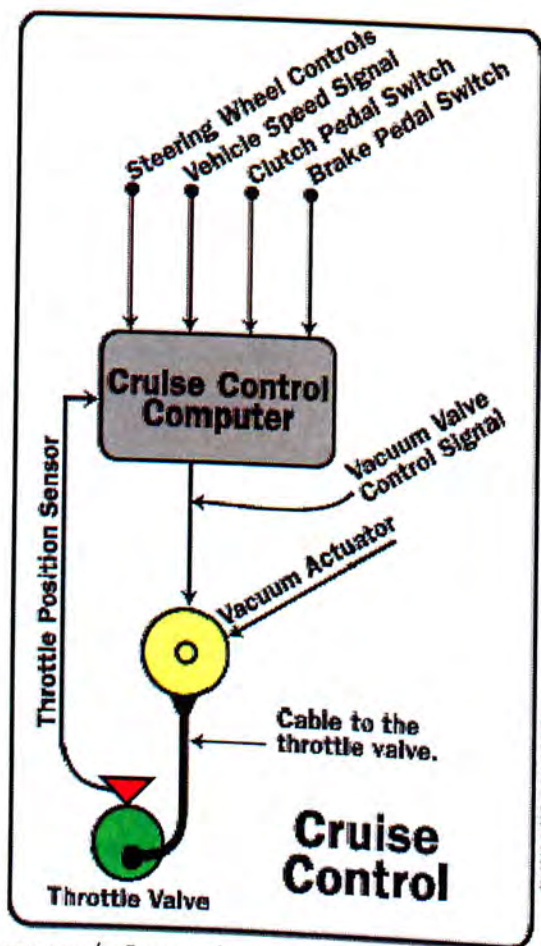 Steering Wheel Controls
Vehicle Speed Signal
Clutch Pedal Switch
Brake Pedal Switch
Cruise Control
Computer
Vacuum Valve
Control Signal
Throttle Position Sensor
Vacuum Actuator
Cable to the
throttle valve.
Cruise
Control
Throttle Valve